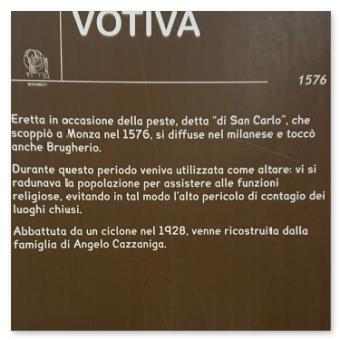 VOTIVA
MONUMENTI
1576
Eretta in occasione della peste, detta "di San Carlo", che
scoppiò a Monza nel 1576, si diffuse nel milanese e toccò
anche Brugherio.
Durante questo periodo veniva utilizzata come altare: vi si
radunava la popolazione per assistere alle funzioni
religiose, evitando in tal modo l'alto pericolo di contagio dei
luoghi chiusi.
Abbattuta da un ciclone nel 1928, venne ricostruita dalla
famiglia di Angelo Cazzaniga.